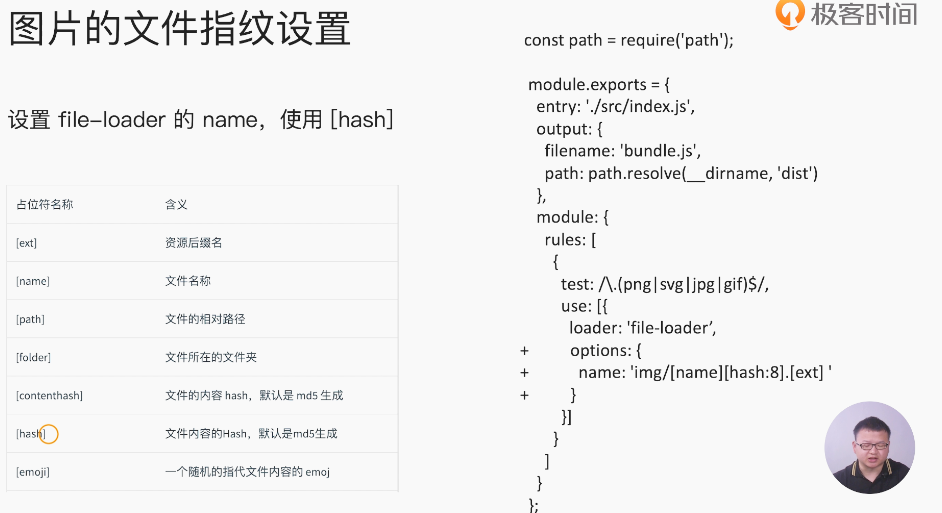 图片的文件指纹设置
极客时间
设置 file-loader 的 name，使用 [hash]
占位符名称 含义
[ext] 资源后缀名
[name] 文件名称
[path] 文件的相对路径
[folder] 文件所在的文件夹
[contenthash] 文件的内容 hash，默认是 md5 生成
[hash] 文件内容的Hash，默认是md5生成
[emoji] 一个随机的指代文件内容的 emoj
const path = require('path');
module.exports = {
entry: './src/index.js',
output: {
filename: 'bundle.js',
path: path.resolve(__dirname, 'dist')
},
module: {
rules: [
{
test: /\.(png|svg|jpg|gif)$/,
use: [{
loader: 'file-loader’,
+ options: {
+ name: 'img/[name][hash:8].[ext] '
+ }
}]
}
]
}
};